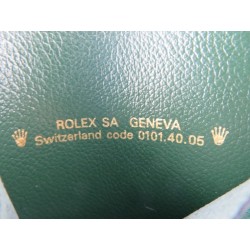 ROLEX SA GENEVA
Switzerland code 0101.40.05